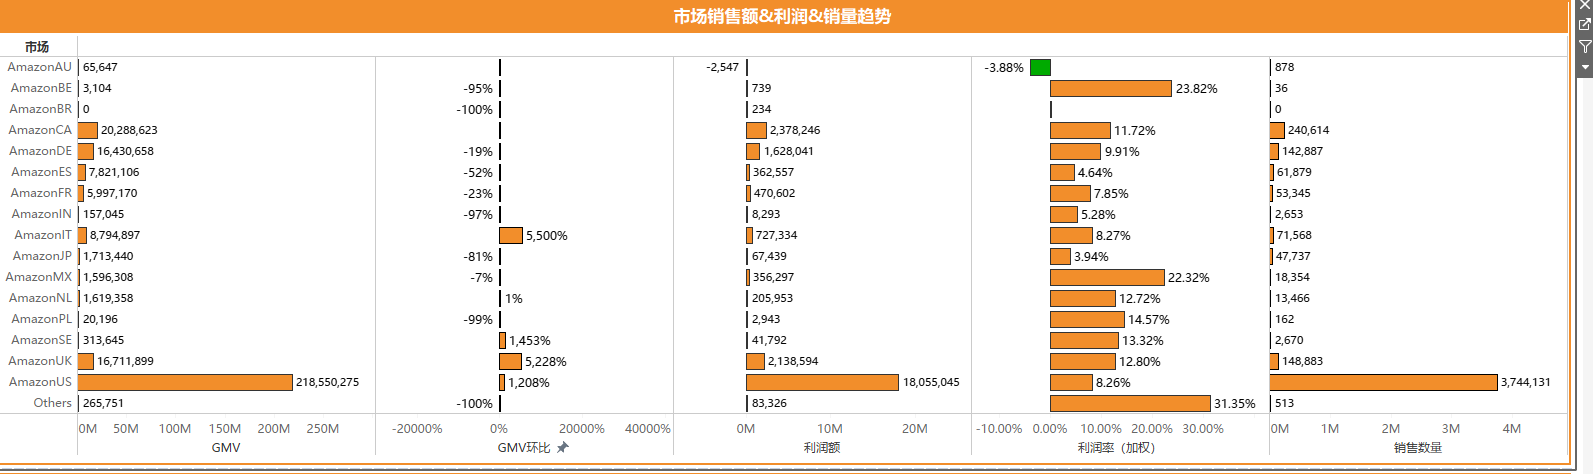 市场销售额&利润&销量趋势
市场
AmazonAU 65,647 -2,547 -3.88% 878
AmazonBE 3,104 -95% 739 23.82% 36
AmazonBR 0 -100% 234 0
AmazonCA 20,288,623 2,378,246 11.72% 240,614
AmazonDE 16,430,658 -19% 1,628,041 9.91% 142,887
AmazonES 7,821,106 -52% 362,557 4.64% 61,879
AmazonFR 5,997,170 -23% 470,602 7.85% 53,345
AmazonIN 157,045 -97% 8,293 5.28% 2,653
AmazonIT 8,794,897 5,500% 727,334 8.27% 71,568
AmazonJP 1,713,440 -81% 67,439 3.94% 47,737
AmazonMX 1,596,308 -7% 356,297 22.32% 18,354
AmazonNL 1,619,358 1% 205,953 12.72% 13,466
AmazonPL 20,196 -99% 2,943 14.57% 162
AmazonSE 313,645 1,453% 41,792 13.32% 2,670
AmazonUK 16,711,899 5,228% 2,138,594 12.80% 148,883
AmazonUS 218,550,275 1,208% 18,055,045 8.26% 3,744,131
Others 265,751 -100% 83,326 31.35% 513
0M 50M 100M 150M 200M 250M -20000% 0% 20000% 40000% 0M 10M 20M -10.00% 0.00% 10.00% 20.00% 30.00% 0M 1M 2M 3M 4M
GMV GMV环比 利润额 利润率（加权） 销售数量